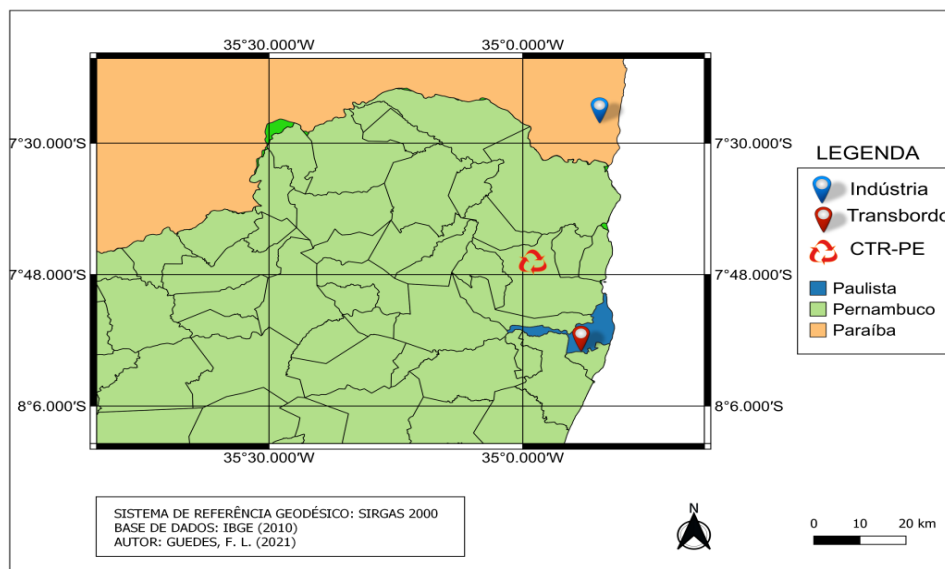 35°30.000'W 35°0.000'W
7°30.000'S 7°30.000'S
7°48.000'S 7°48.000'S
8°6.000'S 8°6.000'S
35°30.000'W 35°0.000'W
LEGENDA
Indústria
Transbordo
CTR-PE
Paulista
Pernambuco
Paraíba
SISTEMA DE REFERÊNCIA GEODÉSICO: SIRGAS 2000
BASE DE DADOS: IBGE (2010)
AUTOR: GUEDES, F. L. (2021)
N
0 10 20 km